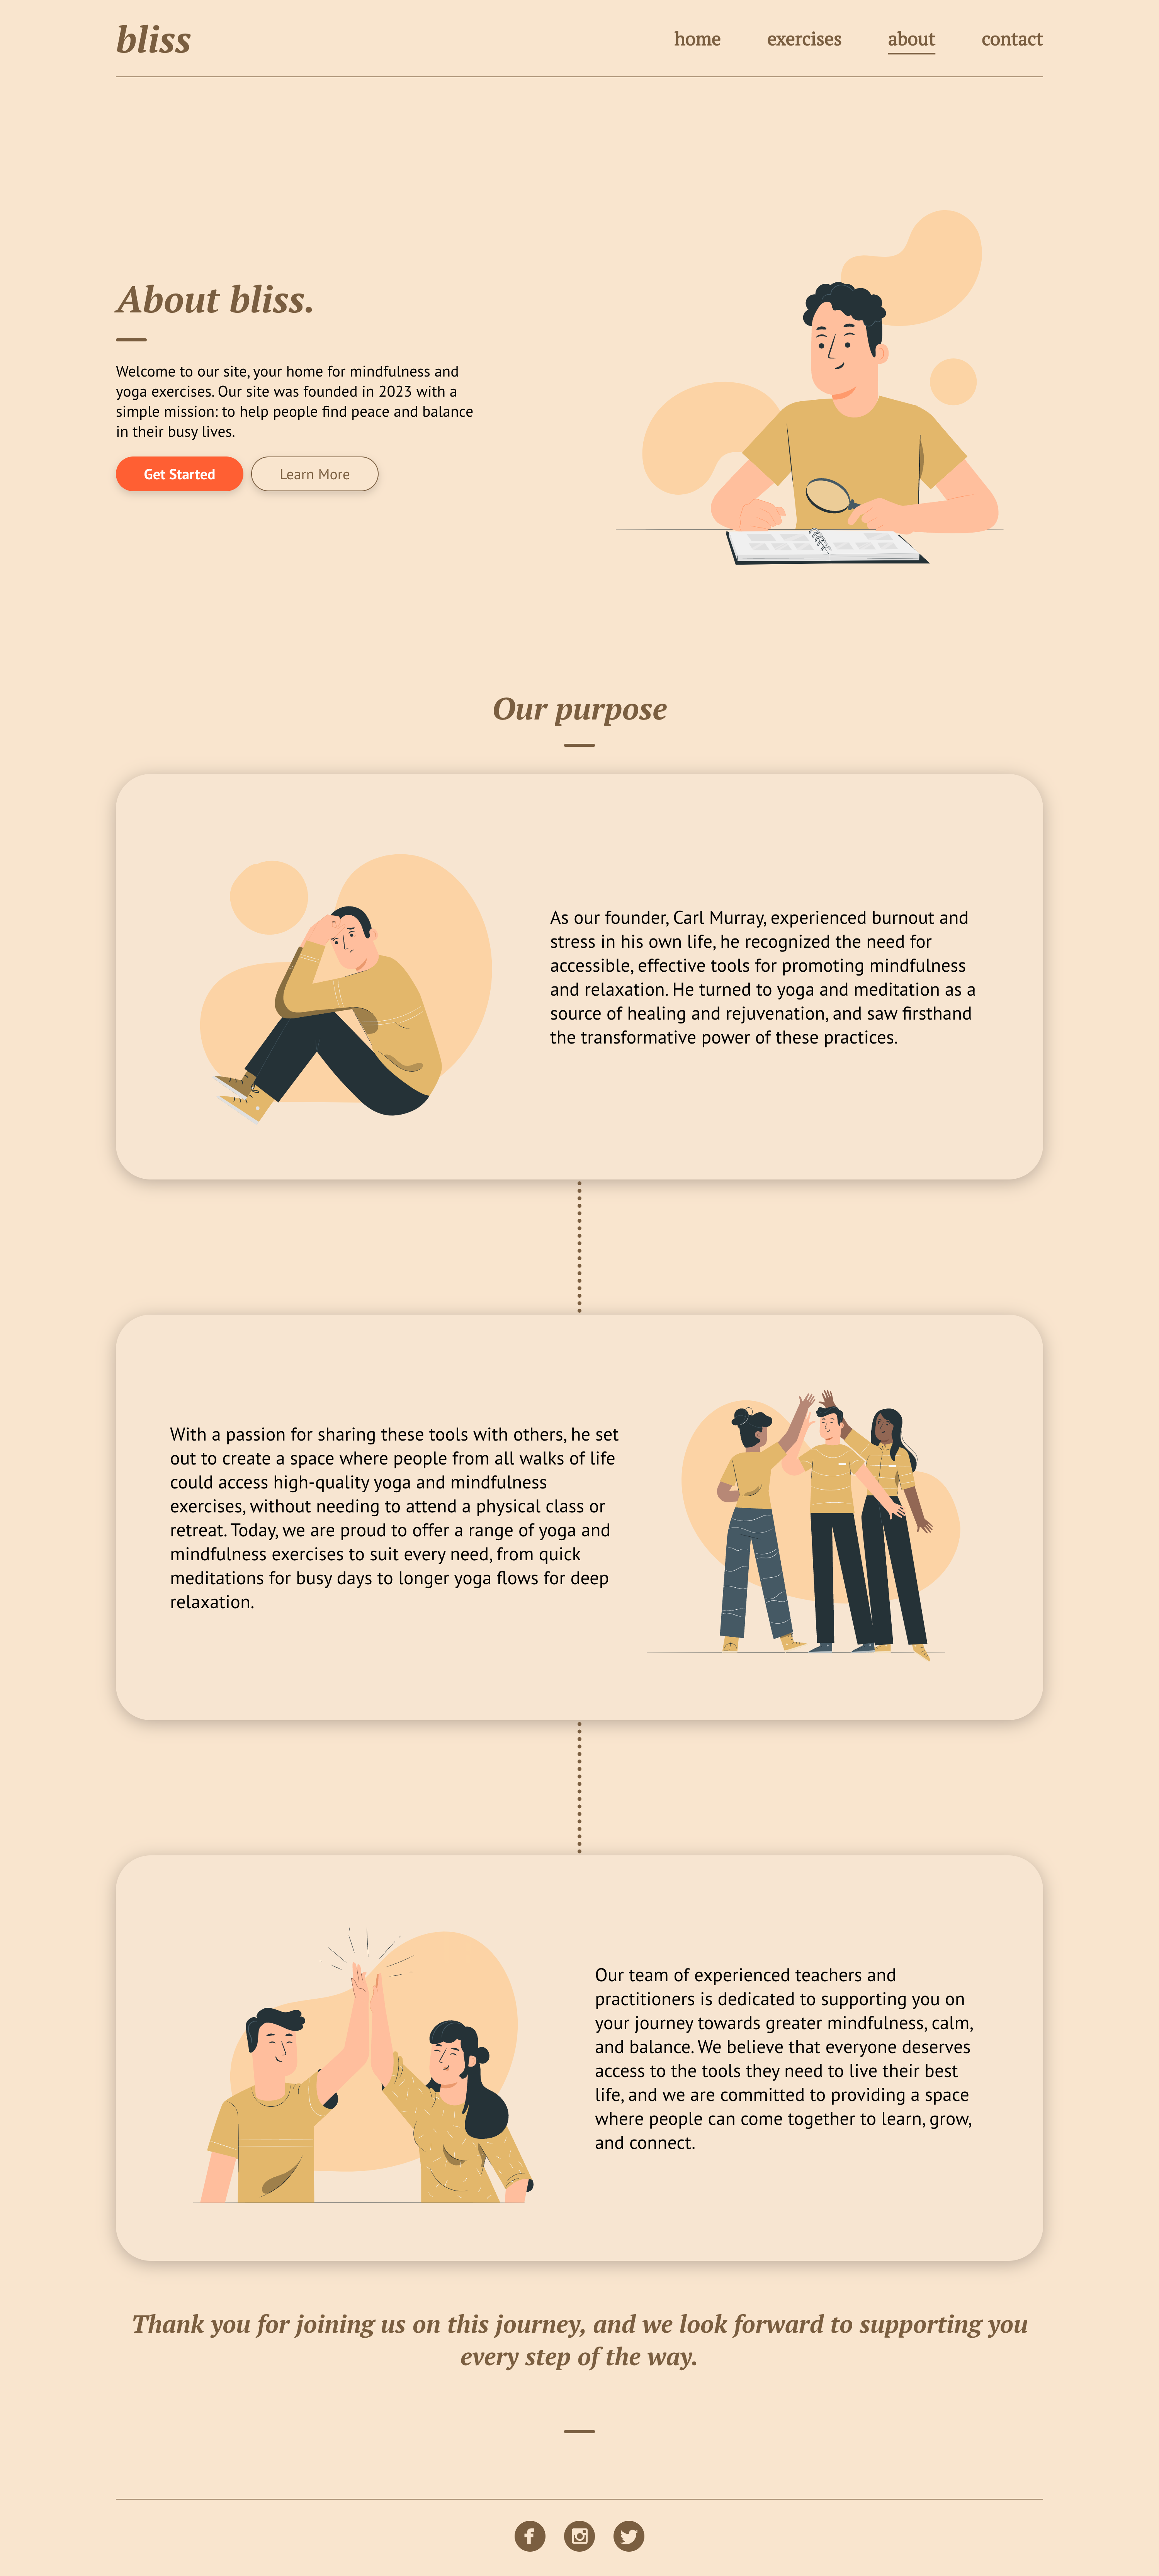 bliss
home exercises about contact
About bliss.
Welcome to our site, your home for mindfulness and
yoga exercises. Our site was founded in 2023 with a
simple mission: to help people find peace and balance
in their busy lives.
Get Started Learn More
Our purpose
As our founder, Carl Murray, experienced burnout and
stress in his own life, he recognized the need for
accessible, effective tools for promoting mindfulness
and relaxation. He turned to yoga and meditation as a
source of healing and rejuvenation, and saw firsthand
the transformative power of these practices.
With a passion for sharing these tools with others, he set
out to create a space where people from all walks of life
could access high-quality yoga and mindfulness
exercises, without needing to attend a physical class or
retreat. Today, we are proud to offer a range of yoga and
mindfulness exercises to suit every need, from quick
meditations for busy days to longer yoga flows for deep
relaxation.
Our team of experienced teachers and
practitioners is dedicated to supporting you on
your journey towards greater mindfulness, calm,
and balance. We believe that everyone deserves
access to the tools they need to live their best
life, and we are committed to providing a space
where people can come together to learn, grow,
and connect.
Thank you for joining us on this journey, and we look forward to supporting you
every step of the way.